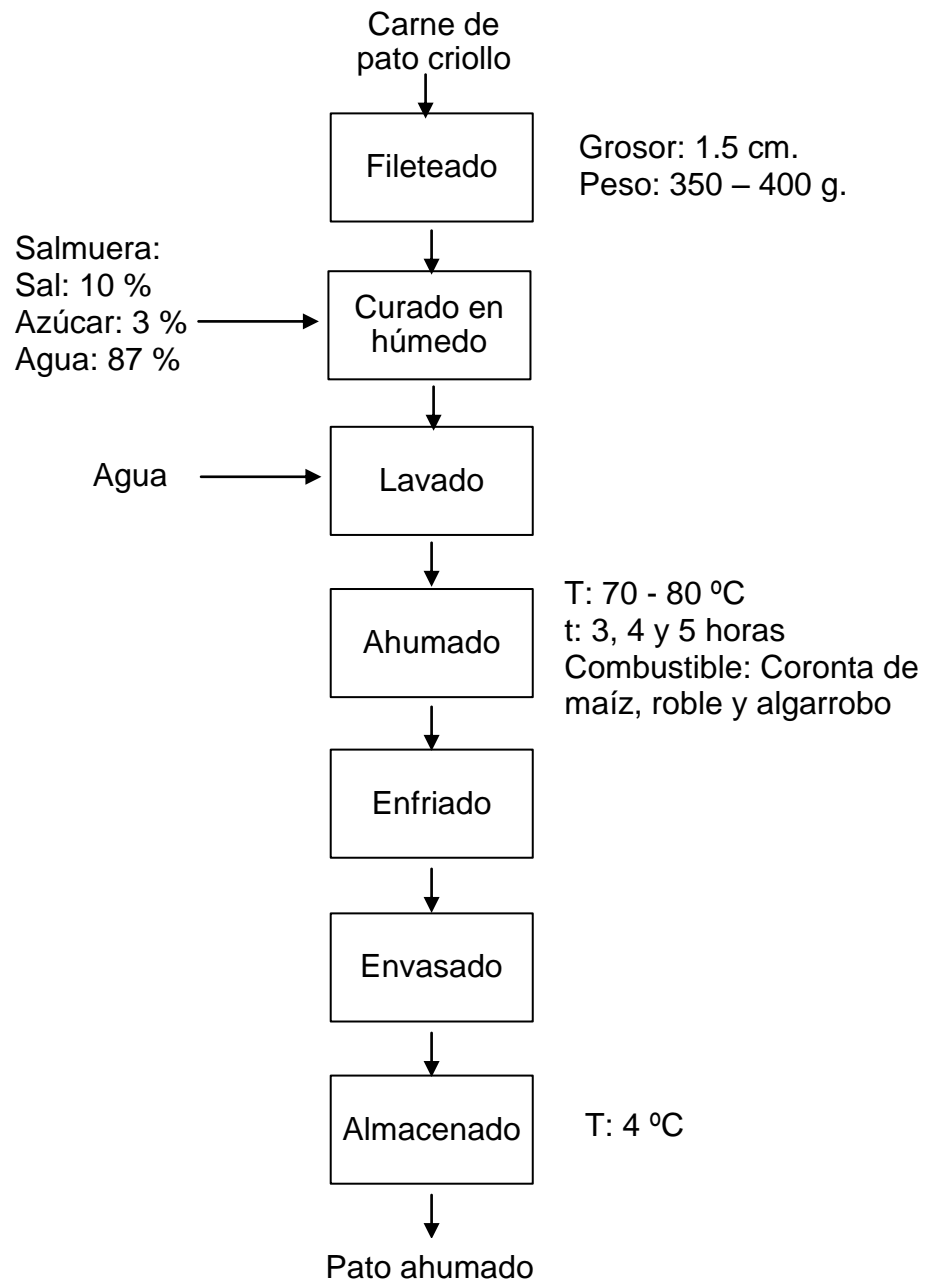 Carne de
pato criollo
Fileteado
Grosor: 1.5 cm.
Peso: 350 – 400 g.
Salmuera:
Sal: 10 %
Azúcar: 3 %
Agua: 87 %
Curado en
húmedo
Agua
Lavado
Ahumado
T: 70 - 80 ºC
t: 3, 4 y 5 horas
Combustible: Coronta de
maíz, roble y algarrobo
Enfriado
Envasado
Almacenado
T: 4 ºC
Pato ahumado